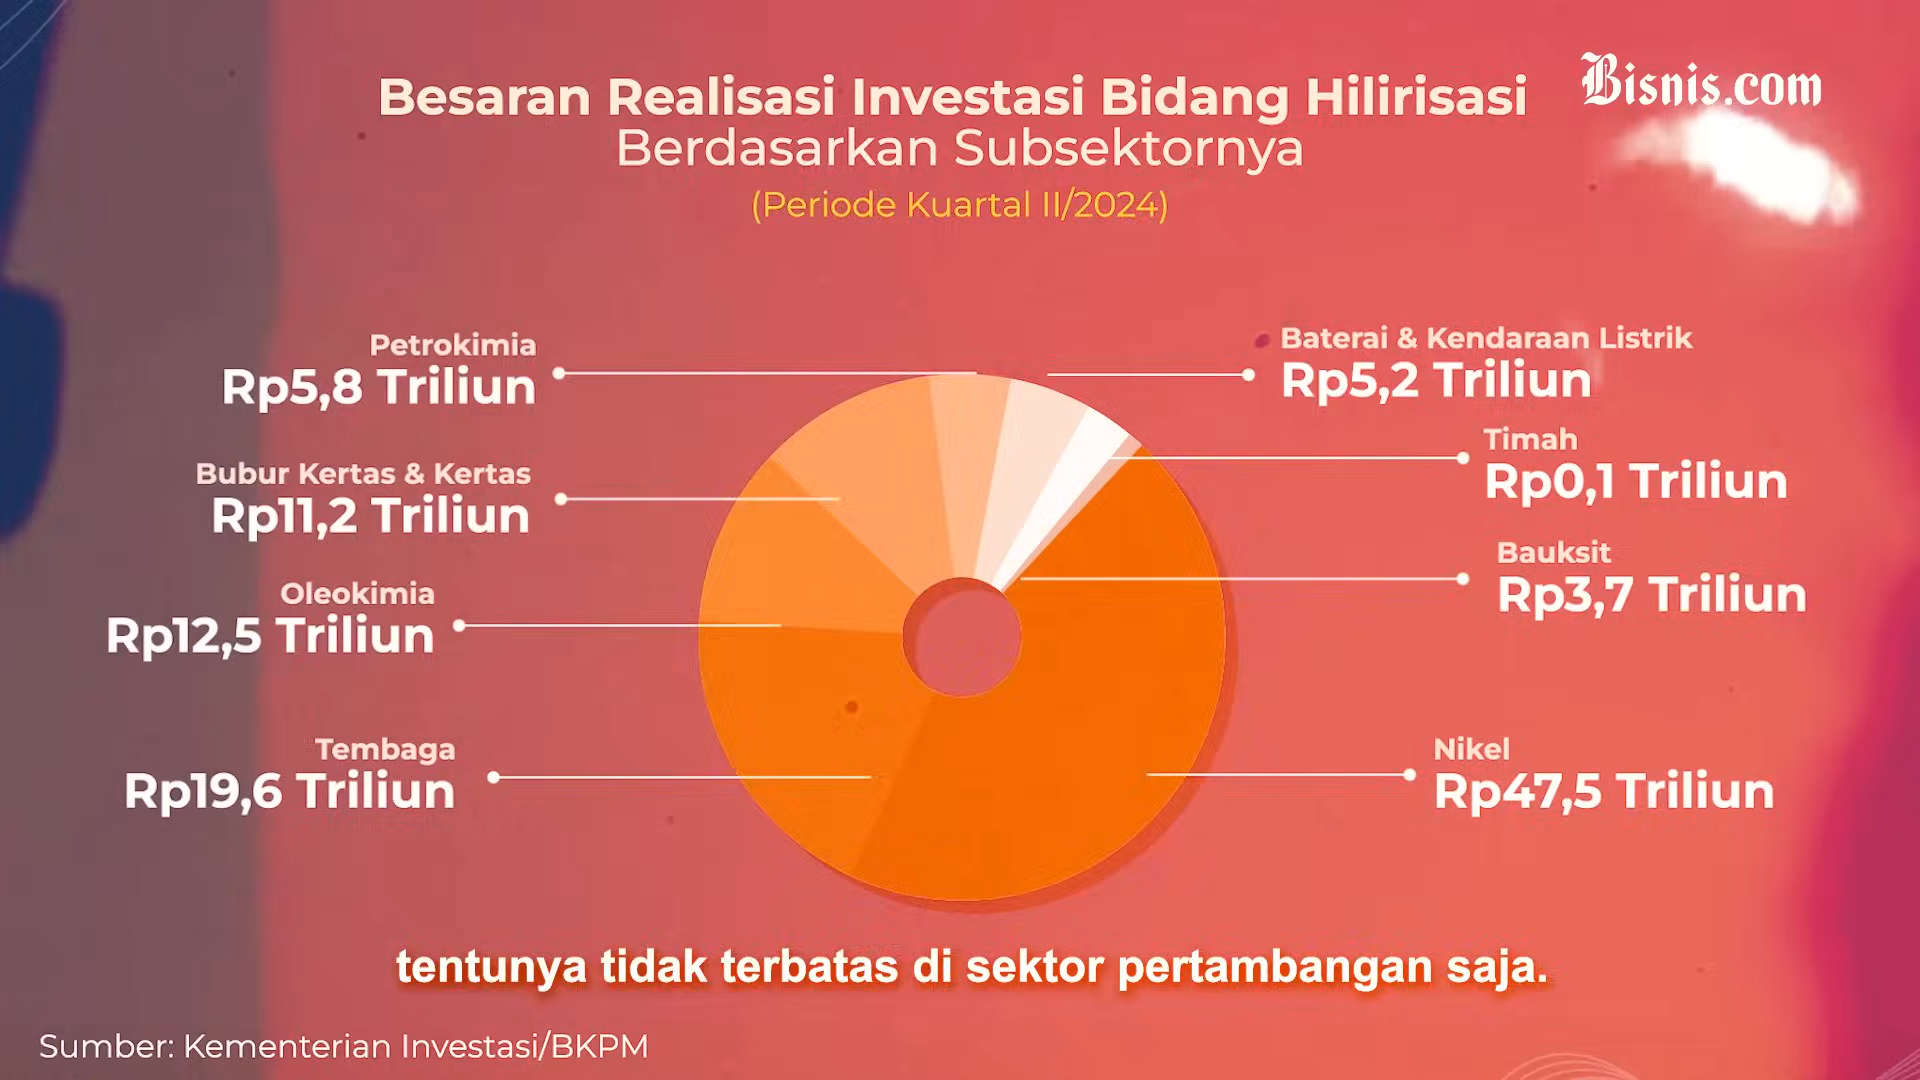 Besaran Realisasi Investasi Bidang Hilirisasi
Berdasarkan Subsektornya
(Periode Kuartal II/2024)
Bisnis.com
Petrokimia
Rp5,8 Triliun
Bubur Kertas & Kertas
Rp11,2 Triliun
Oleokimia
Rp12,5 Triliun
Tembaga
Rp19,6 Triliun
Baterai & Kendaraan Listrik
Rp5,2 Triliun
Timah
Rp0,1 Triliun
Bauksit
Rp3,7 Triliun
Nikel
Rp47,5 Triliun
tentunya tidak terbatas di sektor pertambangan saja.
Sumber: Kementerian Investasi/BKPM